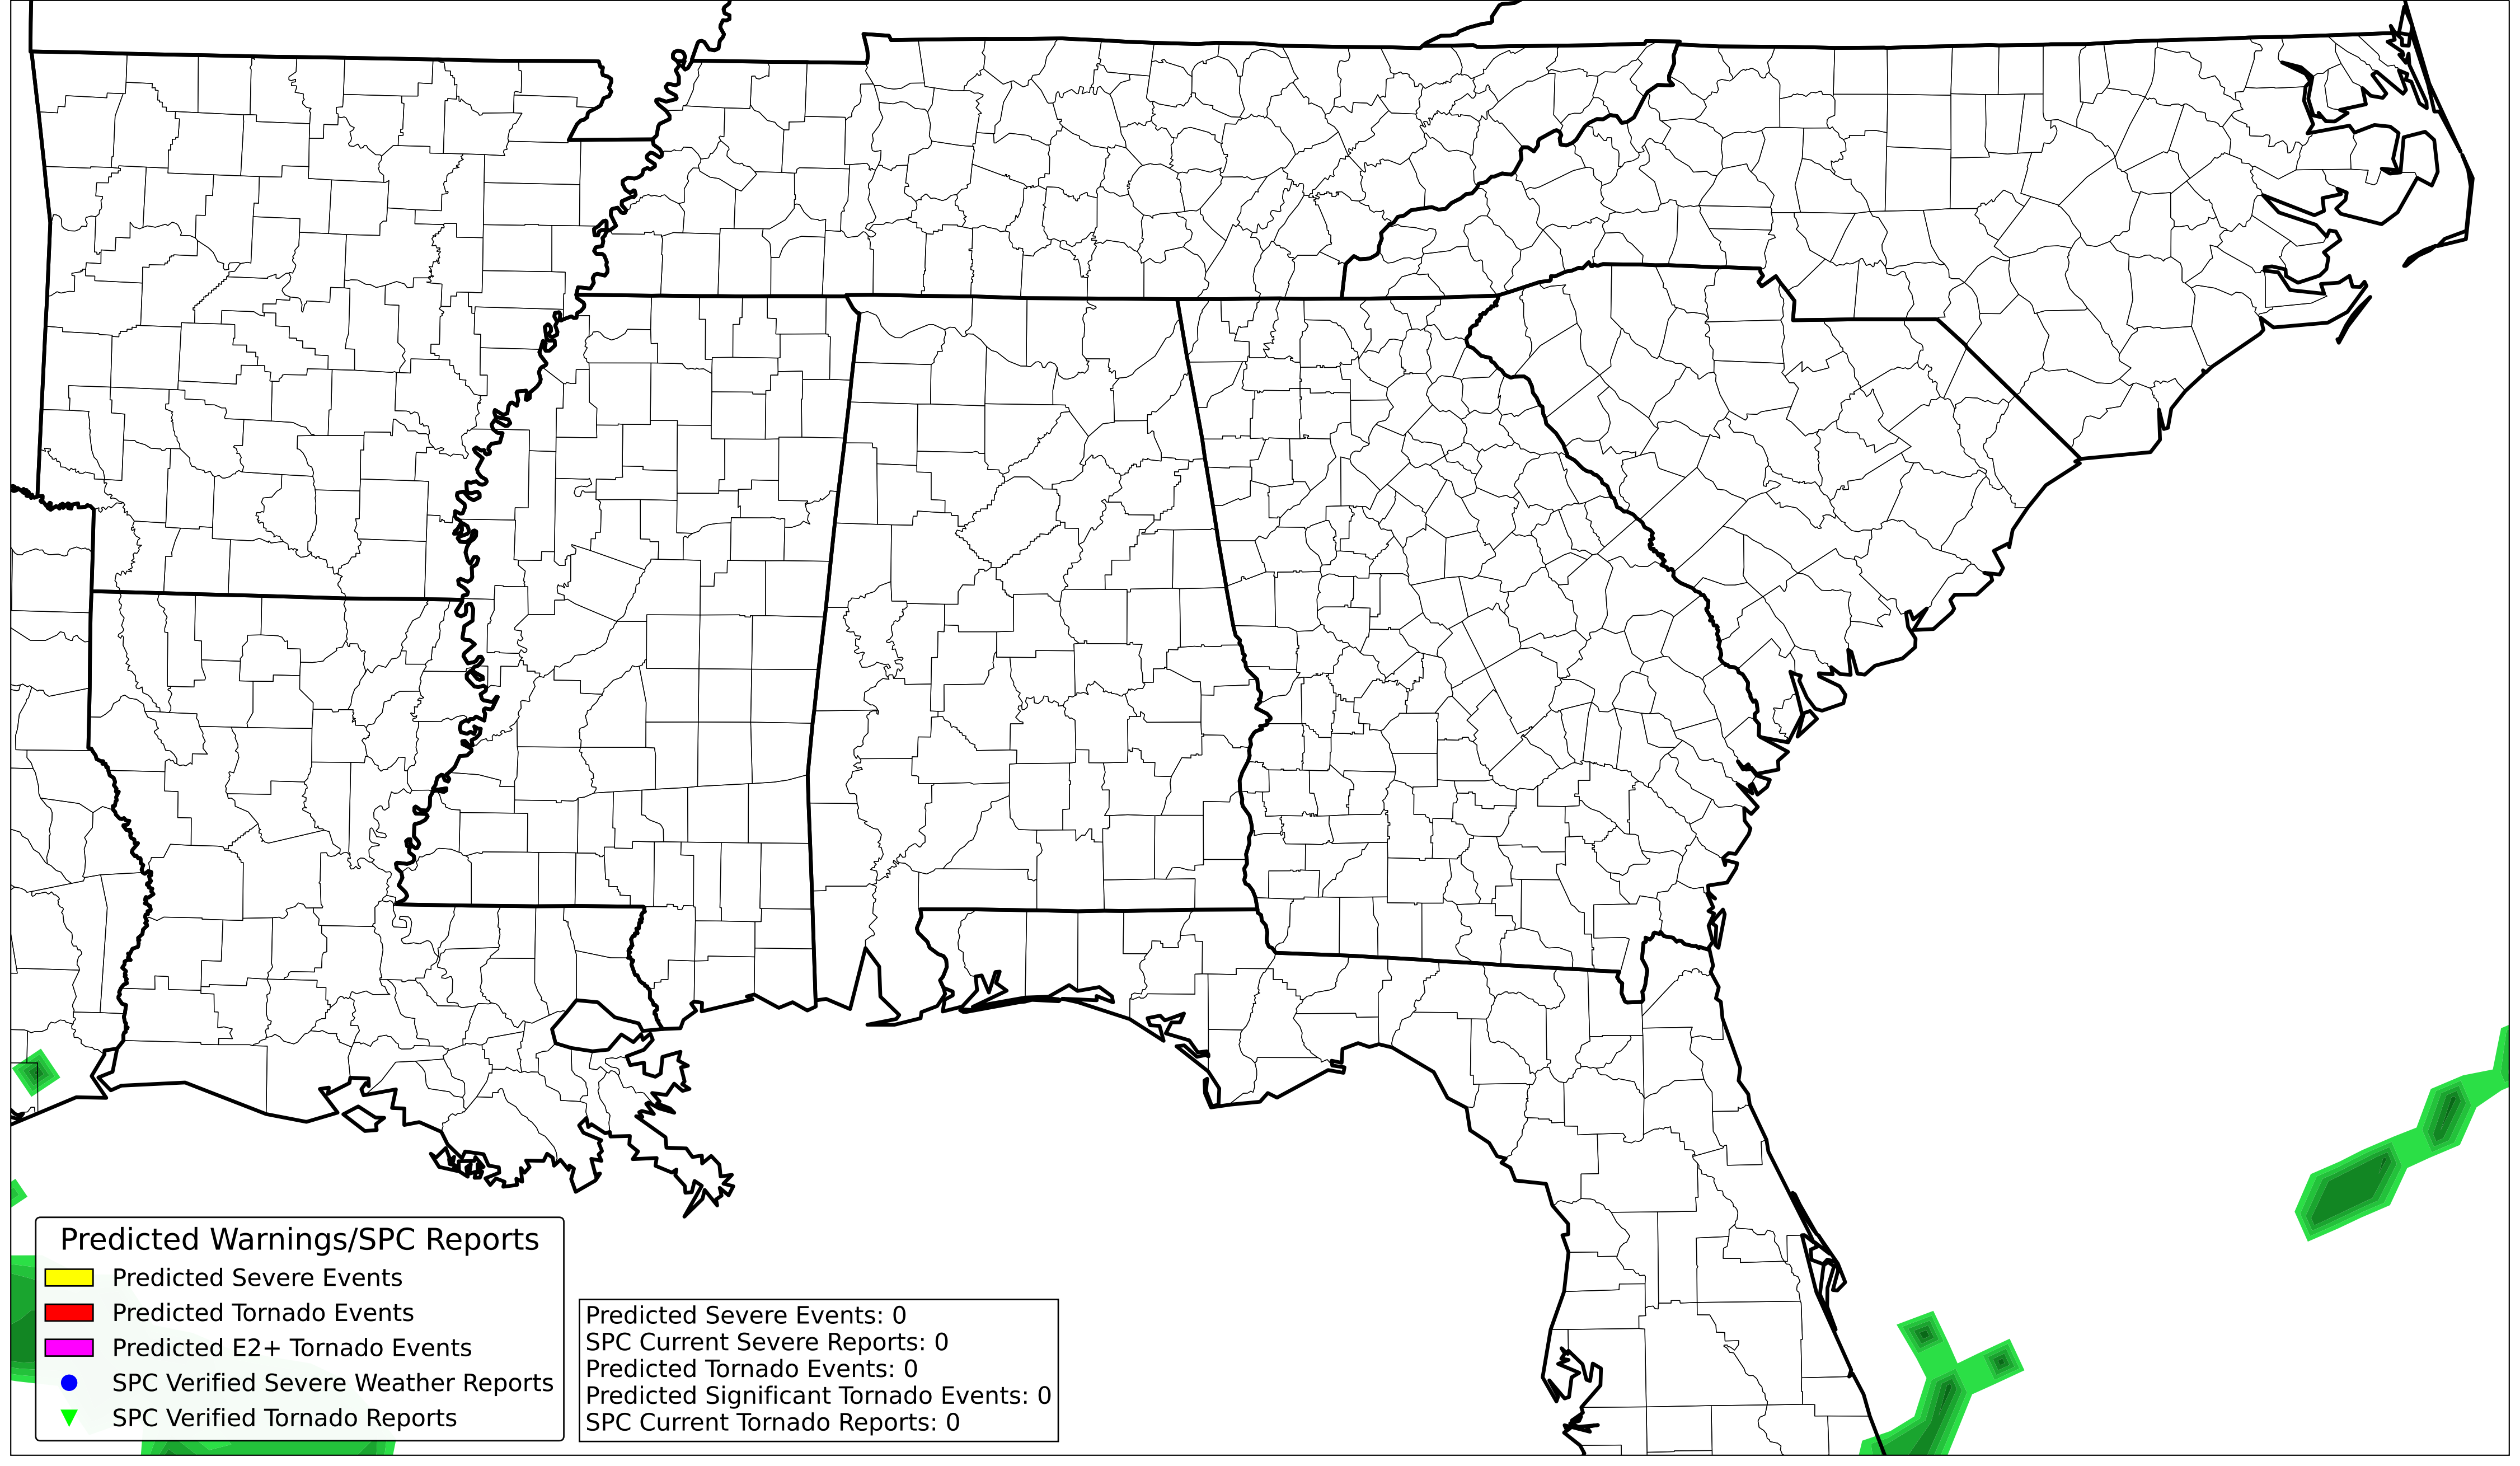 Predicted Warnings/SPC Reports
Predicted Severe Events
Predicted Tornado Events
Predicted E2+ Tornado Events
SPC Verified Severe Weather Reports
SPC Verified Tornado Reports
Predicted Severe Events: 0
SPC Current Severe Reports: 0
Predicted Tornado Events: 0
Predicted Significant Tornado Events: 0
SPC Current Tornado Reports: 0